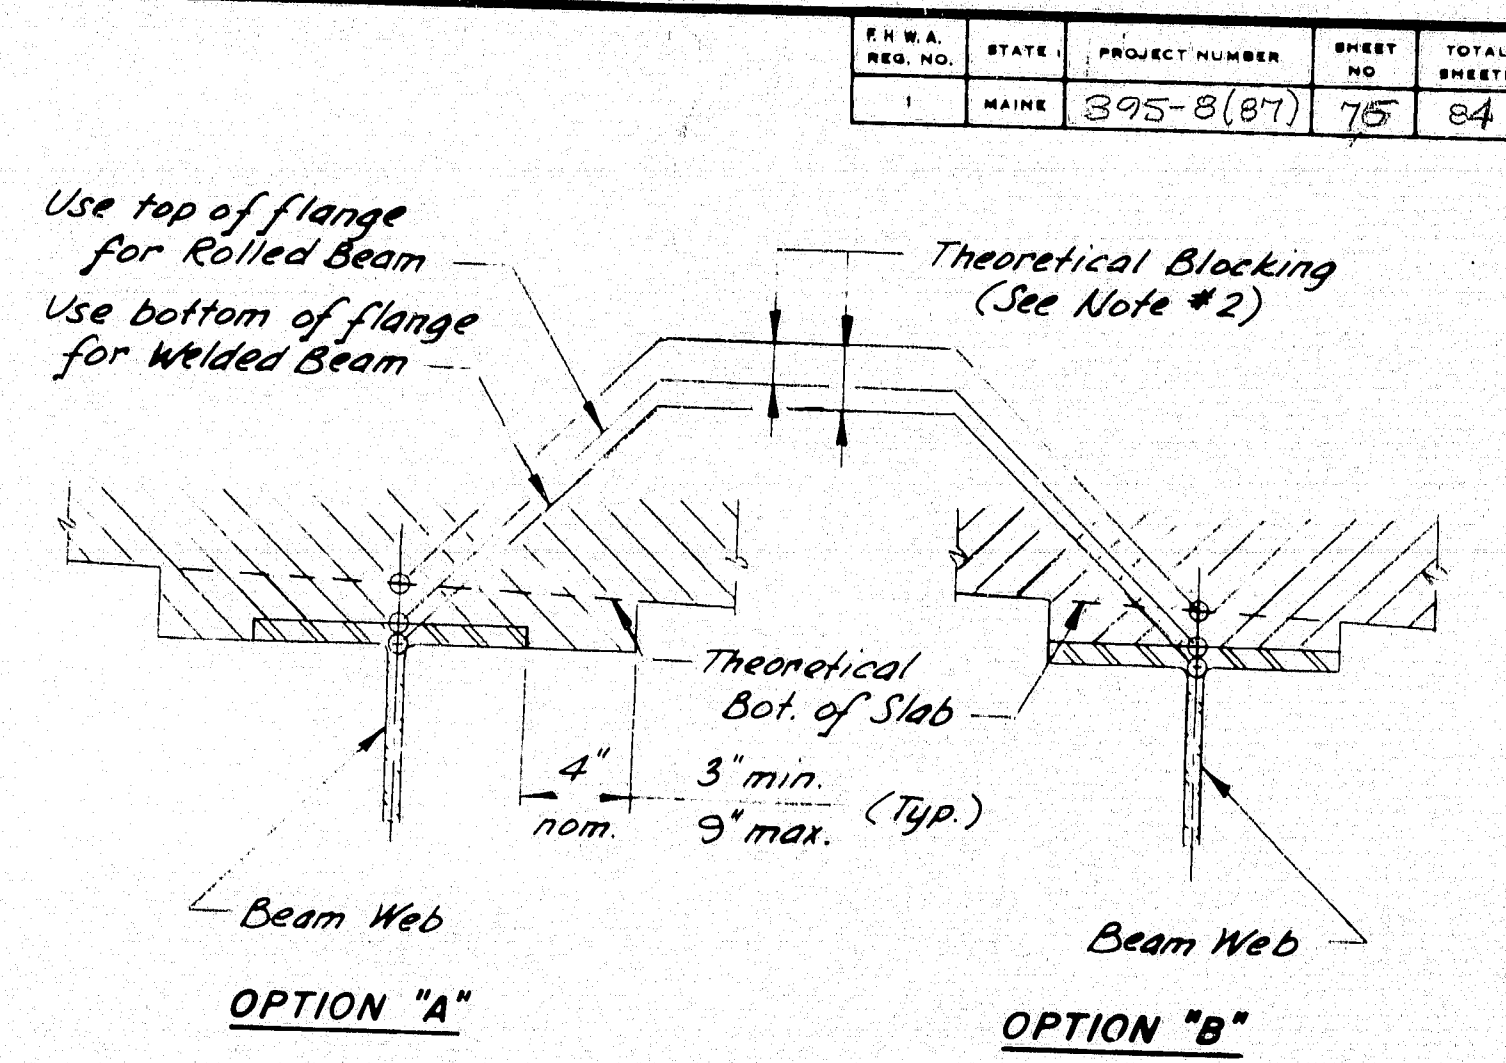 F.H.W.A. REG. NO.
STATE
PROJECT NUMBER
SHEET NO
TOTAL SHEETS
1
MAINE
395-8(87)
75
84
Use top of flange
for Rolled Beam
Use bottom of flange
for Welded Beam
Theoretical Blocking
(See Note #2)
Theoretical
Bot. of Slab
4"
nom.
3" min.
9" max.
(Typ.)
Beam Web
Beam Web
OPTION "A"
OPTION "B"